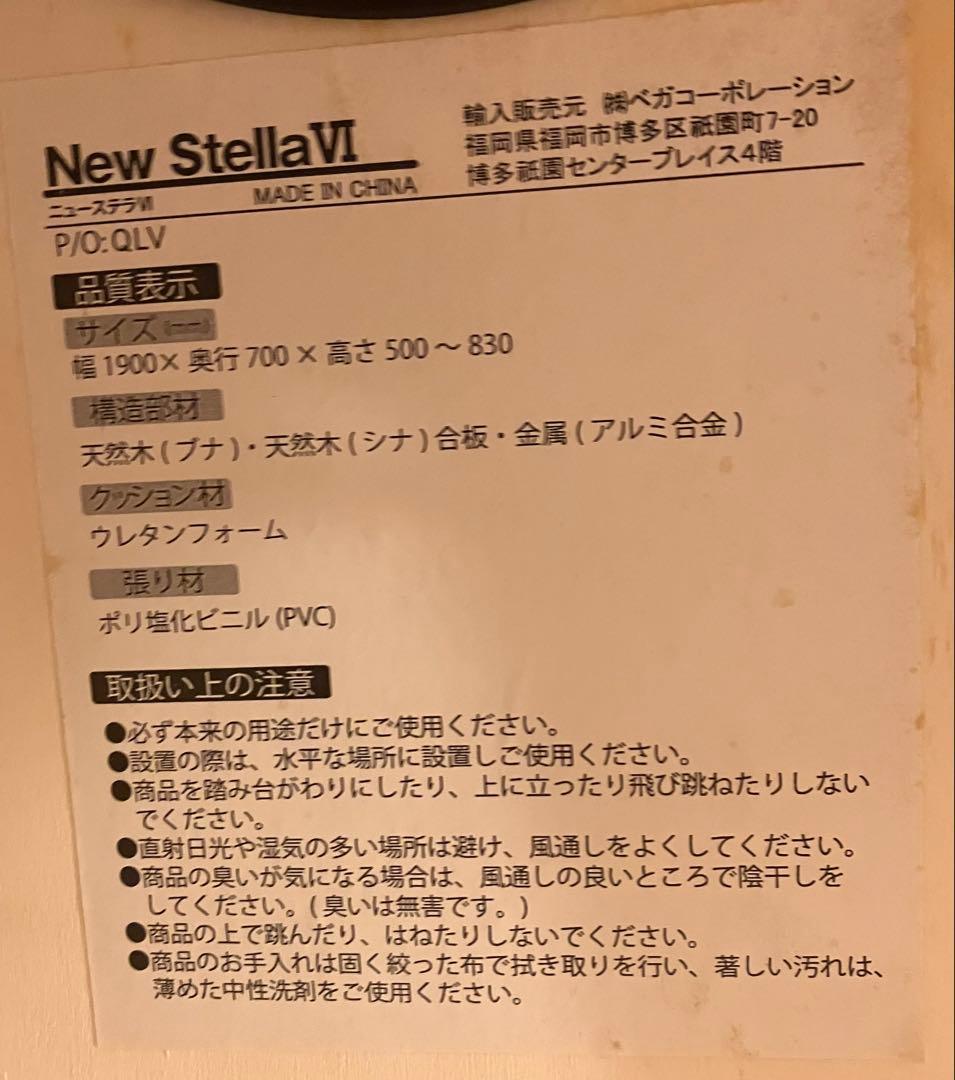 New StellaⅥ
ニューステラⅥ
MADE IN CHINA
輸入販売元 ㈱ベガコーポレーション
福岡県福岡市博多区祇園町7-20
博多祇園センタープレイス4階
P/O:QLV
品質表示
サイズ(㎜)
幅1900×奥行700×高さ500～830
構造部材
天然木(ブナ)・天然木(シナ)合板・金属(アルミ合金)
クッション材
ウレタンフォーム
張り材
ポリ塩化ビニル(PVC)
取扱い上の注意
●必ず本来の用途だけにご使用ください。
●設置の際は、水平な場所に設置しご使用ください。
●商品を踏み台がわりにしたり、上に立ったり飛び跳ねたりしない
でください。
●直射日光や湿気の多い場所は避け、風通しをよくしてください。
●商品の臭いが気になる場合は、風通しの良いところで陰干しを
してください。(臭いは無害です。)
●商品の上で跳んだり、はねたりしないでください。
●商品のお手入れは固く絞った布で拭き取りを行い、著しい汚れは、
薄めた中性洗剤をご使用ください。